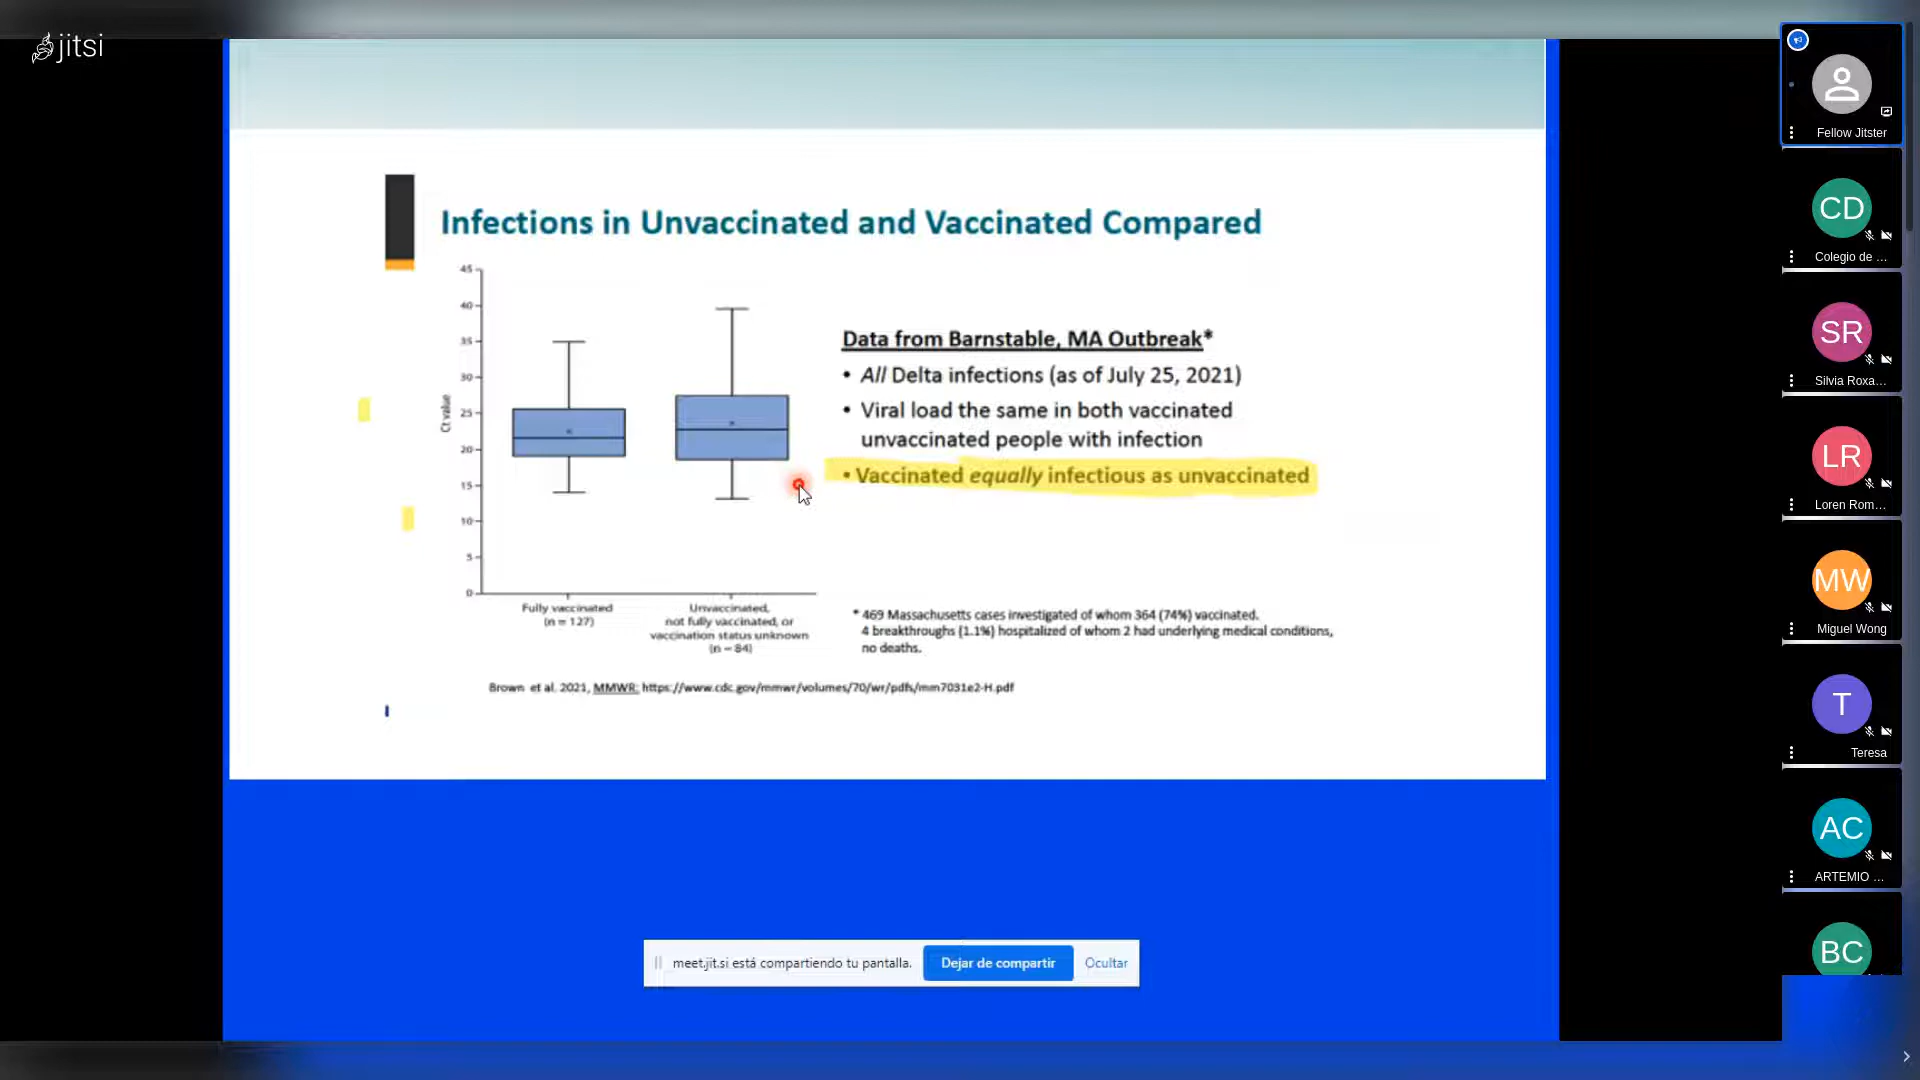 jitsi
Infections in Unvaccinated and Vaccinated Compared
45
40
35
30
25
20
15
10
5
0
Ct value
Fully vaccinated
(n = 127)
Unvaccinated,
not fully vaccinated, or
vaccination status unknown
(n = 84)
Data from Barnstable, MA Outbreak*
• All Delta infections (as of July 25, 2021)
• Viral load the same in both vaccinated
unvaccinated people with infection
• Vaccinated equally infectious as unvaccinated
* 469 Massachusetts cases investigated of whom 364 (74%) vaccinated.
4 breakthroughs (1.1%) hospitalized of whom 2 had underlying medical conditions,
no deaths.
Brown et al. 2021, MMWR: https://www.cdc.gov/mmwr/volumes/70/wr/pdfs/mm7031e2-H.pdf
meet.jit.si está compartiendo tu pantalla.
Dejar de compartir
Ocultar
Fellow Jitster
CD
Colegio de ...
SR
Silvia Roxa...
LR
Loren Rom...
MW
Miguel Wong
T
Teresa
AC
ARTEMIO ...
BC